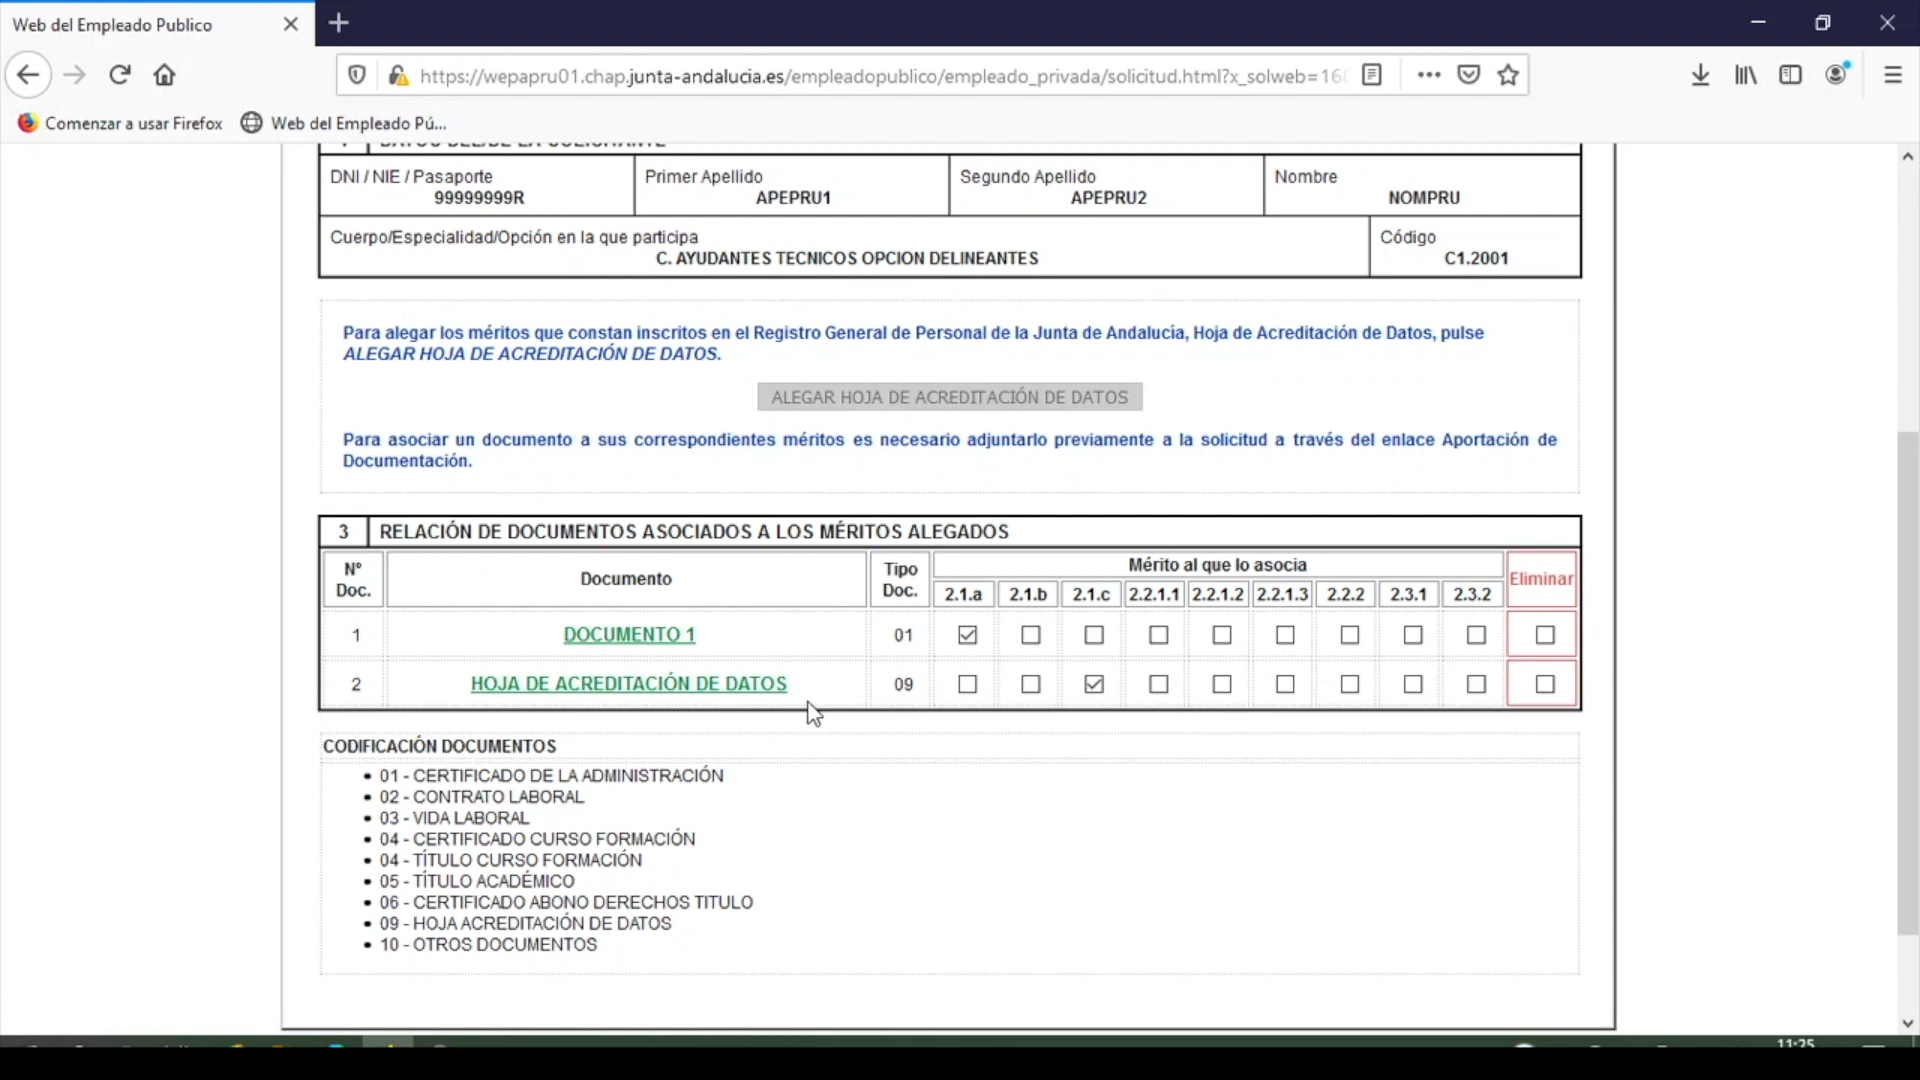 Web del Empleado Publico
https://wepapru01.chap.junta-andalucia.es/empleadopublico/empleado_privada/solicitud.html?x_solweb=168
Comenzar a usar Firefox
Web del Empleado Pú...
DATOS DEL/DE LA SOLICITANTE
DNI / NIE / Pasaporte
99999999R
Primer Apellido
APEPRU1
Segundo Apellido
APEPRU2
Nombre
NOMPRU
Cuerpo/Especialidad/Opción en la que participa
C. AYUDANTES TECNICOS OPCION DELINEANTES
Código
C1.2001
Para alegar los méritos que constan inscritos en el Registro General de Personal de la Junta de Andalucía, Hoja de Acreditación de Datos, pulse
ALEGAR HOJA DE ACREDITACIÓN DE DATOS.
ALEGAR HOJA DE ACREDITACIÓN DE DATOS
Para asociar un documento a sus correspondientes méritos es necesario adjuntarlo previamente a la solicitud a través del enlace Aportación de
Documentación.
3 RELACIÓN DE DOCUMENTOS ASOCIADOS A LOS MÉRITOS ALEGADOS
Nº
Doc.
Documento
Tipo
Doc.
Mérito al que lo asocia
2.1.a 2.1.b 2.1.c 2.2.1.1 2.2.1.2 2.2.1.3 2.2.2 2.3.1 2.3.2
Eliminar
1 DOCUMENTO 1 01
2 HOJA DE ACREDITACIÓN DE DATOS 09
CODIFICACIÓN DOCUMENTOS
• 01 - CERTIFICADO DE LA ADMINISTRACIÓN
• 02 - CONTRATO LABORAL
• 03 - VIDA LABORAL
• 04 - CERTIFICADO CURSO FORMACIÓN
• 04 - TÍTULO CURSO FORMACIÓN
• 05 - TÍTULO ACADÉMICO
• 06 - CERTIFICADO ABONO DERECHOS TITULO
• 09 - HOJA ACREDITACIÓN DE DATOS
• 10 - OTROS DOCUMENTOS
11:25